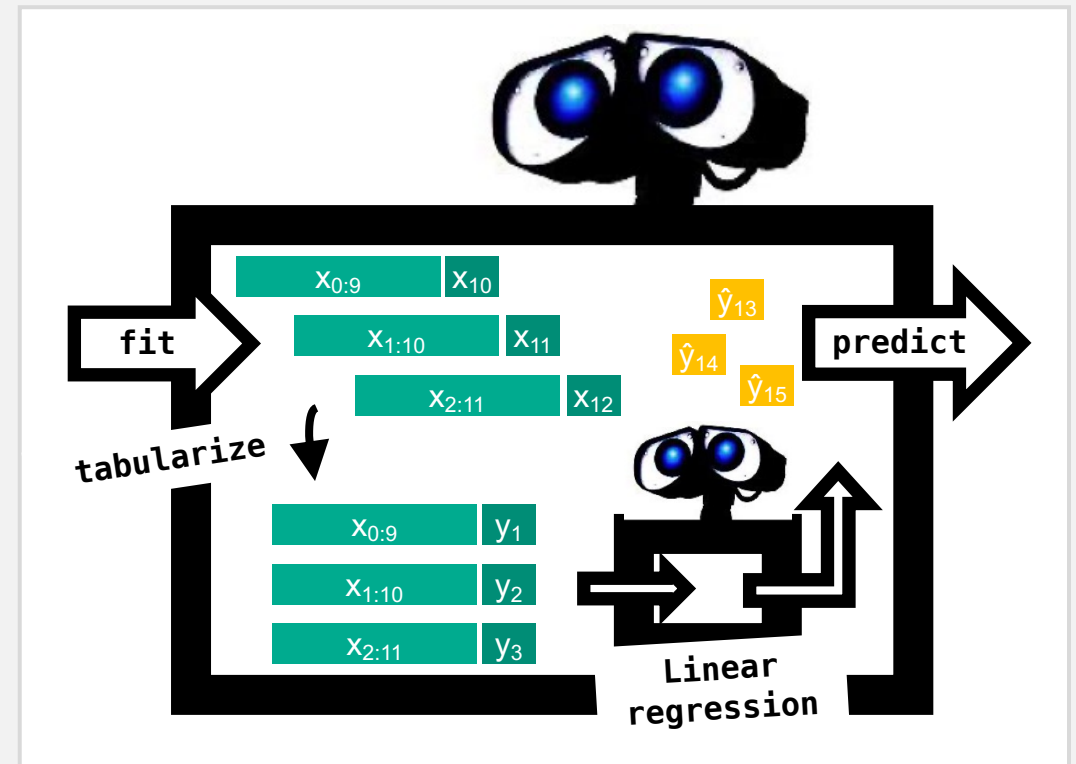 x0:9 x10
ŷ13
fit
x1:10 x11
predict
ŷ14
x2:11 x12
ŷ15
tabularize
x0:9 y1
x1:10 y2
x2:11 y3
Linear
regression